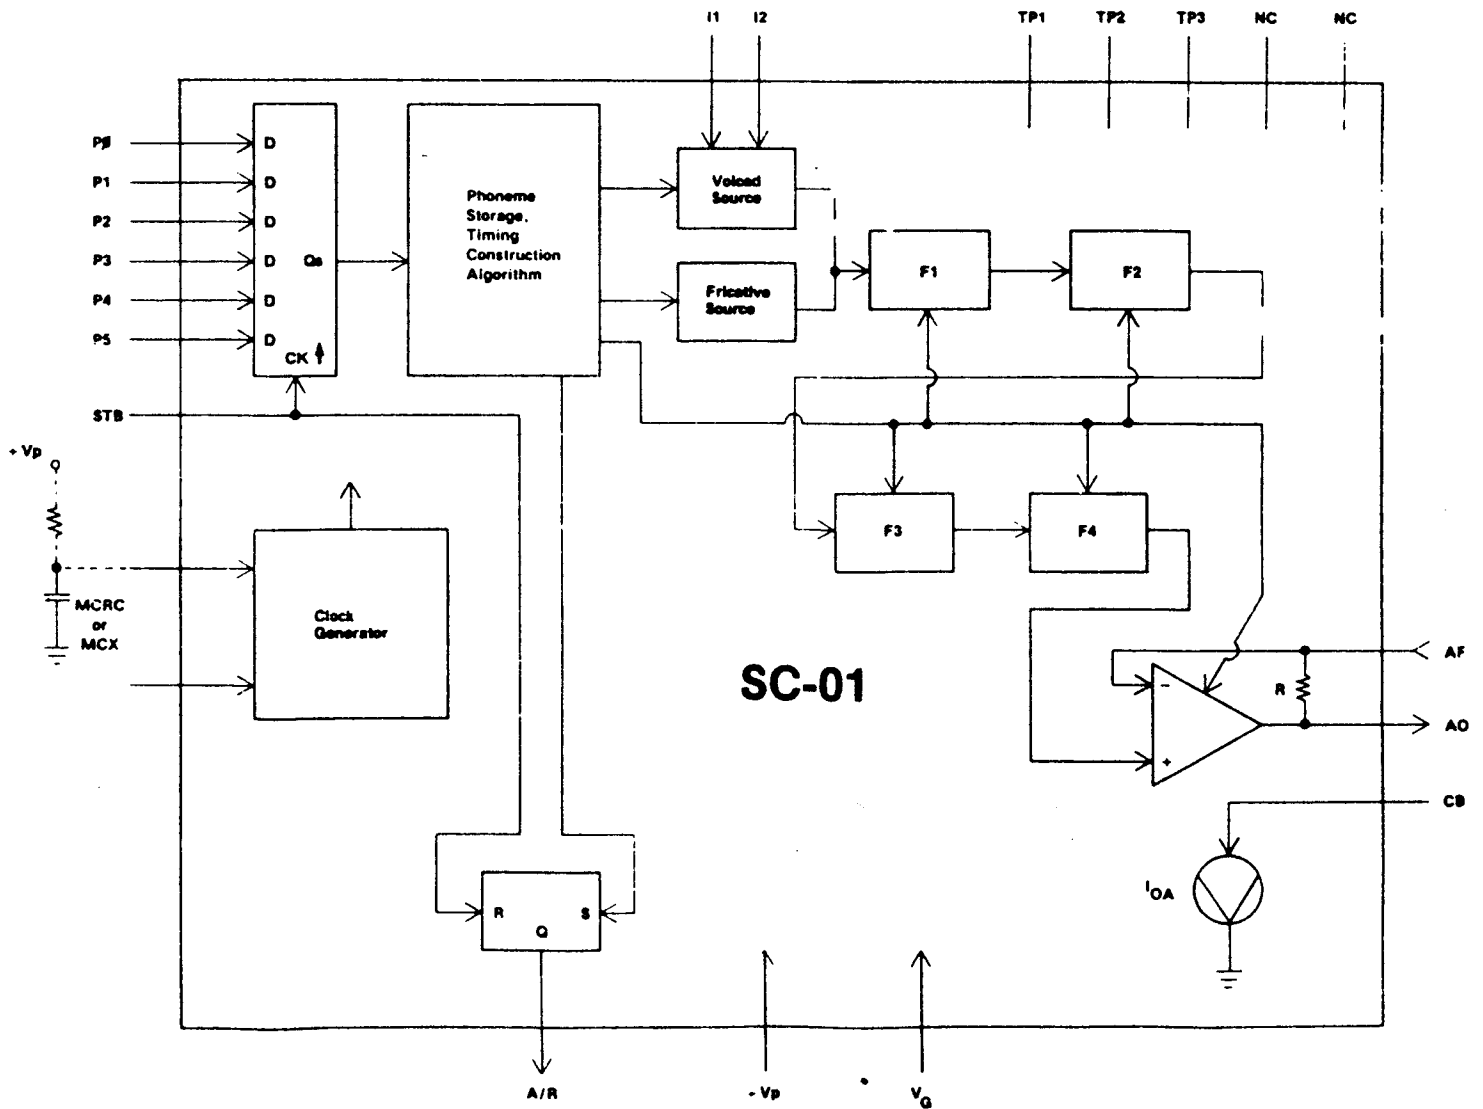 I1 I2 TP1 TP2 TP3 NC NC
PØ D
P1 D
P2 D
P3 D Qs
P4 D
P5 D
CK
STB
Phoneme
Storage,
Timing
Construction
Algorithm
Voiced
Source
Fricative
Source
F1
F2
F3
F4
+ Vp
MCRC
or
MCX
Clock
Generator
SC-01
AF
R
AO
-
+
CB
IOA
R S
Q
A/R
- Vp
VG